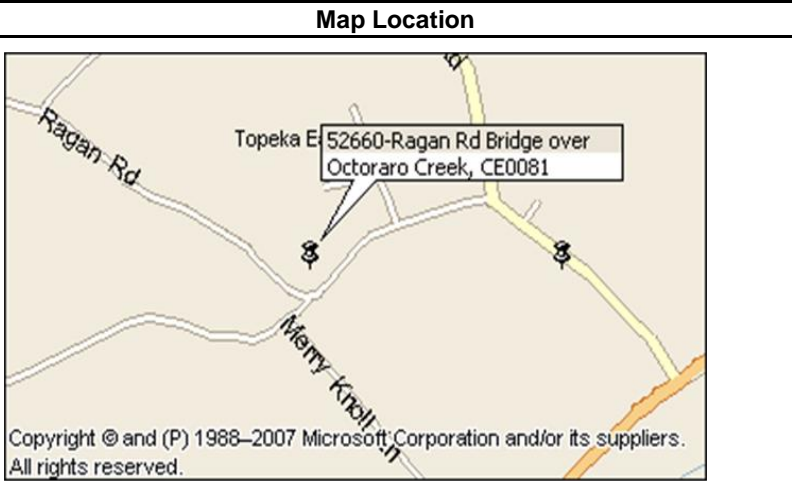 Map Location
Ragan Rd
Topeka
52660-Ragan Rd Bridge over
Octoraro Creek, CE0081
Merry Knoll Ln
Copyright © and (P) 1988–2007 Microsoft Corporation and/or its suppliers.
All rights reserved.